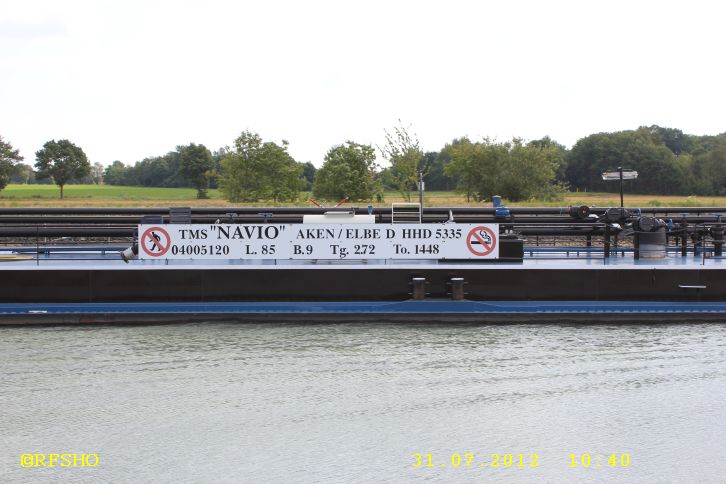 TMS "NAVIO" AKEN/ELBE D HHD 5335
04005120 L. 85 B.9 Tg. 2.72 To. 1448
©RFSHO 31.07.2012 10:40